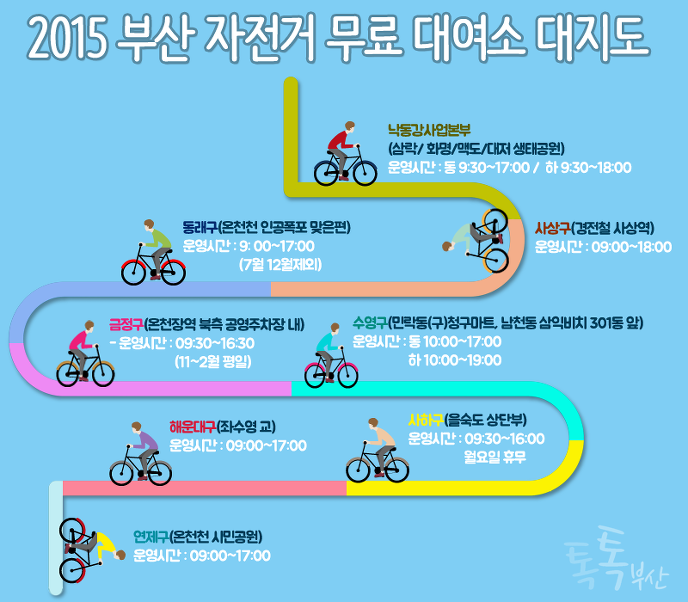 2015 부산 자전거 무료 대여소 대지도
낙동강사업본부
(삼락/ 화명/맥도/대저 생태공원)
운영시간 : 동 9:30~17:00 / 하 9:30~18:00
사상구(경전철 사상역)
운영시간 : 09:00~18:00
동래구(온천천 인공폭포 맞은편)
운영시간 : 9: 00~17:00
(7월 12월제외)
금정구(온천장역 북측 공영주차장 내)
- 운영시간 : 09:30~16:30
(11~2월 평일)
수영구(민락동(구)청구마트, 남천동 삼익비치 301동 앞)
운영시간 : 동 10:00~17:00
하 10:00~19:00
해운대구(좌수영 교)
운영시간 : 09:00~17:00
사하구(을숙도 상단부)
운영시간 : 09:30~16:00
월요일 휴무
연제구(온천천 시민공원)
운영시간 : 09:00~17:00
톡톡부산